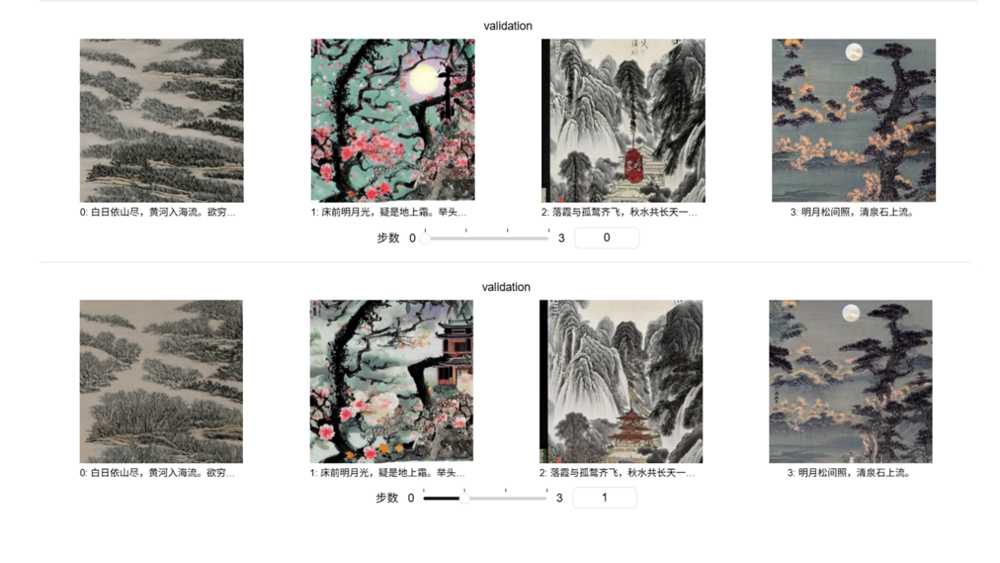 validation
0: 白日依山尽，黄河入海流。欲穷...
1: 床前明月光，疑是地上霜。举头...
2: 落霞与孤鹜齐飞，秋水共长天一...
3: 明月松间照，清泉石上流。
步数 0 3 0
validation
0: 白日依山尽，黄河入海流。欲穷...
1: 床前明月光，疑是地上霜。举头...
2: 落霞与孤鹜齐飞，秋水共长天一...
3: 明月松间照，清泉石上流。
步数 0 3 1